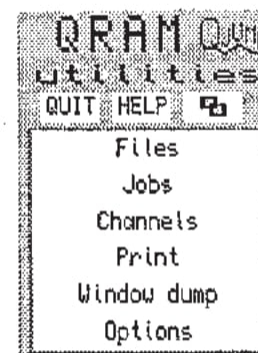 QRAM
utilities
QUIT HELP
Files
Jobs
Channels
Print
Window dump
Options